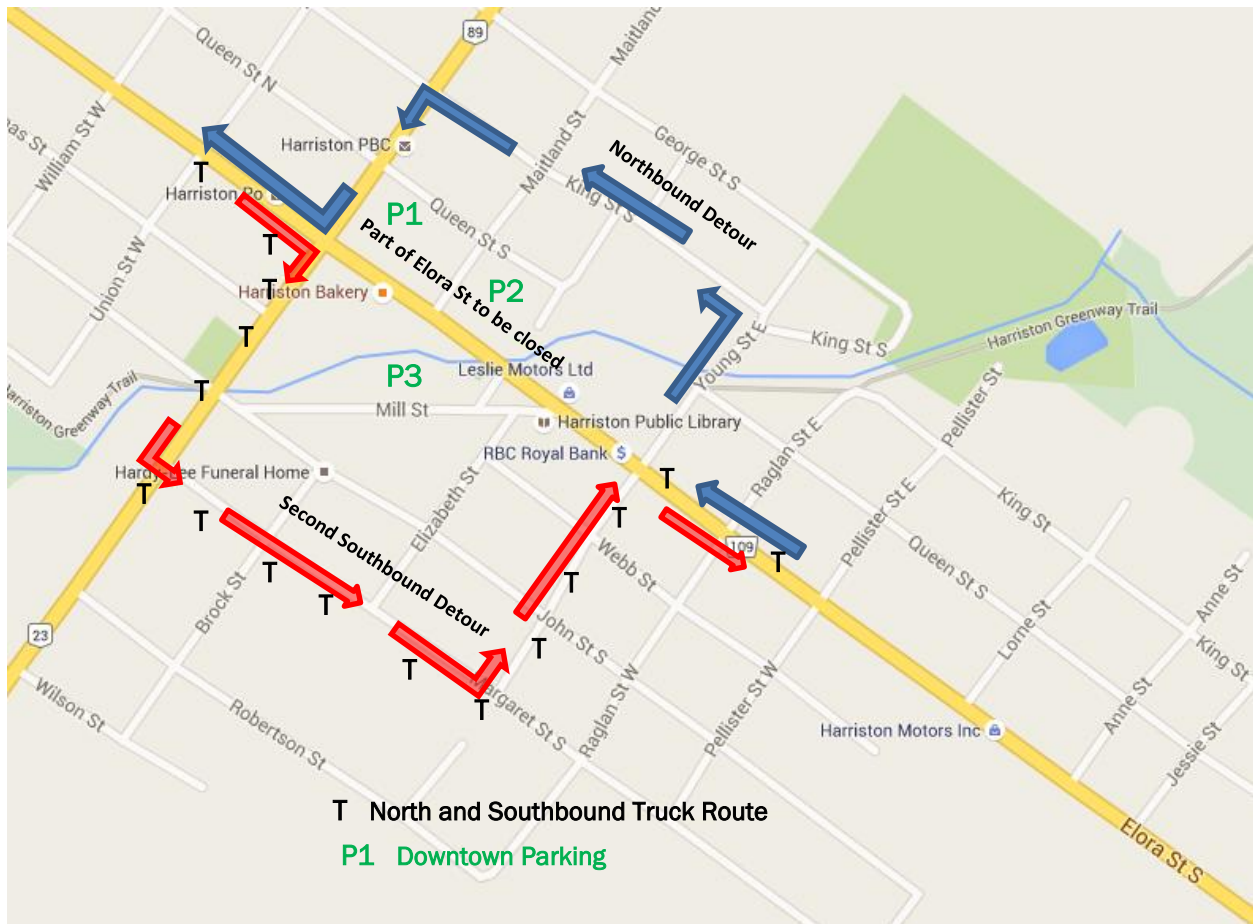 89
Maitland
Queen St N
George St S
as St
William St W
Maitland St
Harriston PBC
T
Northbound Detour
King St S
Harriston Po
P1
Queen St S
Part of Elora St to be closed
T
Union St W
P2
T
Harriston Bakery
T
King St S
Harriston Greenway Trail
Young St E
T
P3
Leslie Motors Ltd
Harriston Greenway Trail
Mill St
Harriston Public Library
Pellister St
RBC Royal Bank
$
Raglan St E
T
Hardy
ee Funeral Home
T
Elizabeth St
King St
T
Second Southbound Detour
T
109
Pellister St E
T
T
Webb St
Queen St S
T
T
Brock St
Lorne St
Anne St
John St S
23
T
T
King St
Wilson St
Margaret St S
T
Robertson St
Raglan St W
Pellister St W
Anne St
Harriston Motors Inc
Jessie St
T North and Southbound Truck Route
Elora St S
P1 Downtown Parking